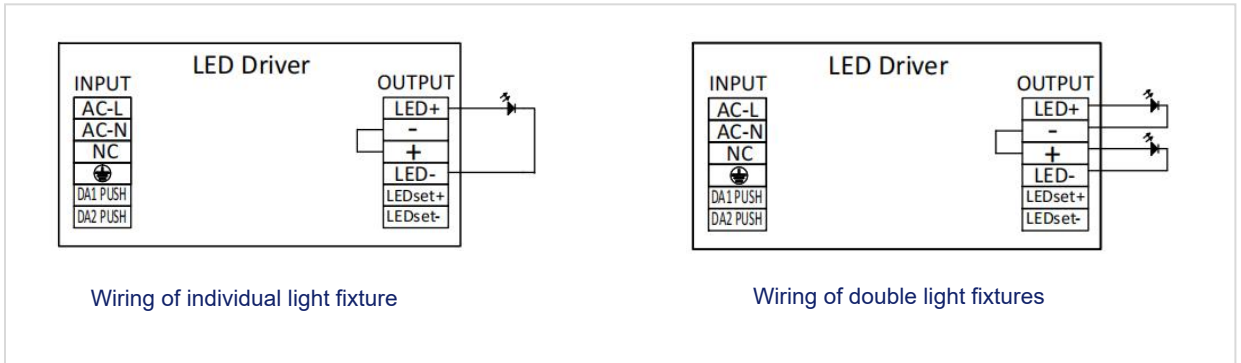 LED Driver
INPUT
OUTPUT
AC-L
LED+
AC-N
-
NC
+
LED-
DA1 PUSH
LEDset+
DA2 PUSH
LEDset-
Wiring of individual light fixture
LED Driver
INPUT
OUTPUT
AC-L
LED+
AC-N
-
NC
+
LED-
DA1 PUSH
LEDset+
DA2 PUSH
LEDset-
Wiring of double light fixtures